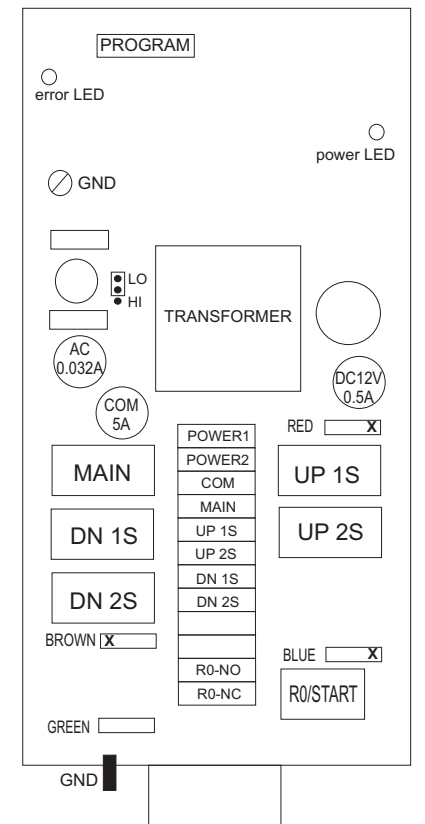 PROGRAM
error LED
power LED
GND
LO
HI
TRANSFORMER
AC
0.032A
DC12V
0.5A
COM
5A
RED X
POWER1
POWER2
COM
MAIN
UP 1S
UP 2S
DN 1S
DN 2S
R0-NO
R0-NC
MAIN
DN 1S
DN 2S
UP 1S
UP 2S
BROWN X
BLUE X
R0/START
GREEN
GND